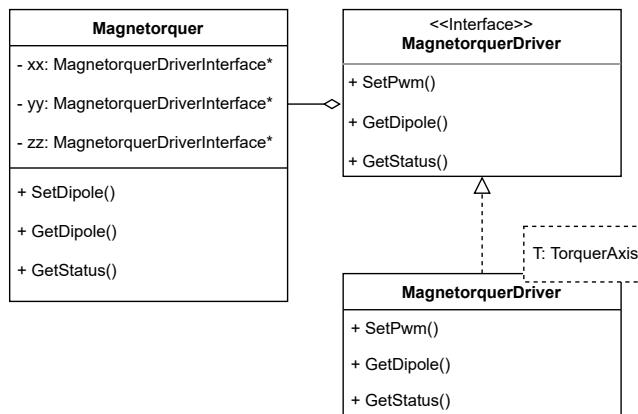 Magnetorquer
- xx: MagnetorquerDriverInterface*
- yy: MagnetorquerDriverInterface*
- zz: MagnetorquerDriverInterface*
+ SetDipole()
+ GetDipole()
+ GetStatus()
<<Interface>>
MagnetorquerDriver
+ SetPwm()
+ GetDipole()
+ GetStatus()
T: TorquerAxis
MagnetorquerDriver
+ SetPwm()
+ GetDipole()
+ GetStatus()